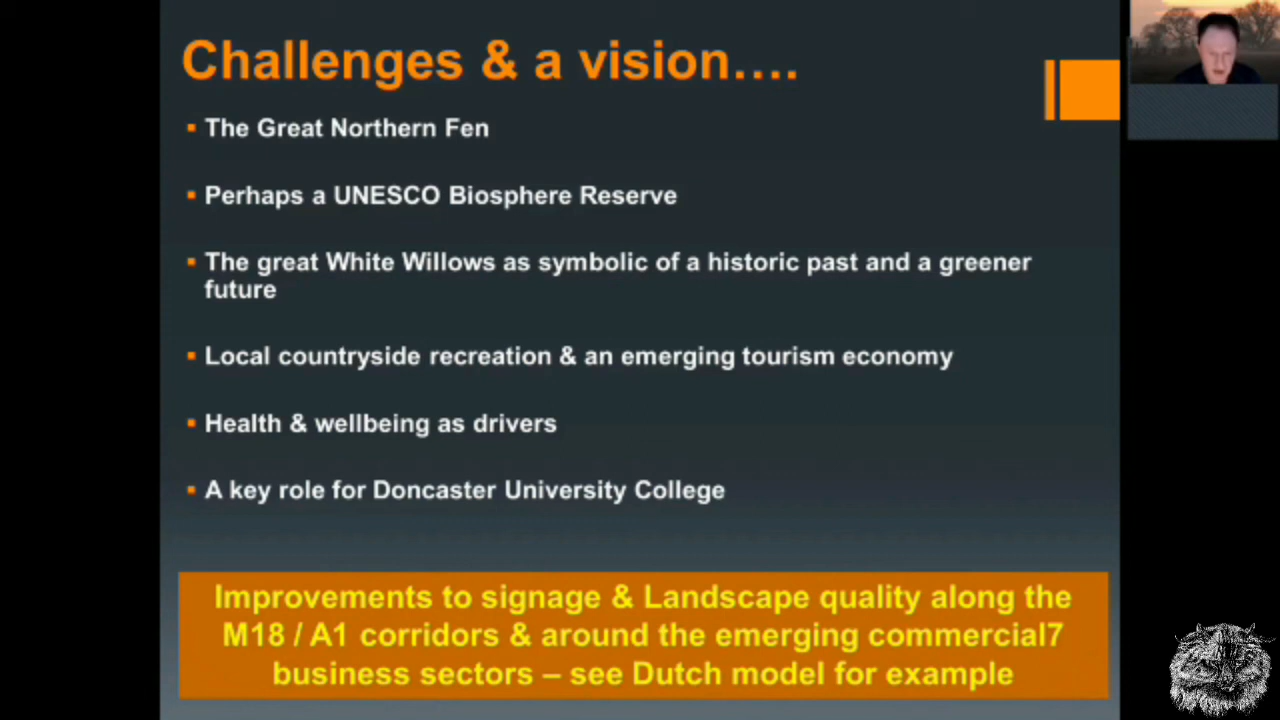 Challenges & a vision....
The Great Northern Fen
Perhaps a UNESCO Biosphere Reserve
The great White Willows as symbolic of a historic past and a greener
future
Local countryside recreation & an emerging tourism economy
Health & wellbeing as drivers
A key role for Doncaster University College
Improvements to signage & Landscape quality along the
M18 / A1 corridors & around the emerging commercial7
business sectors – see Dutch model for example